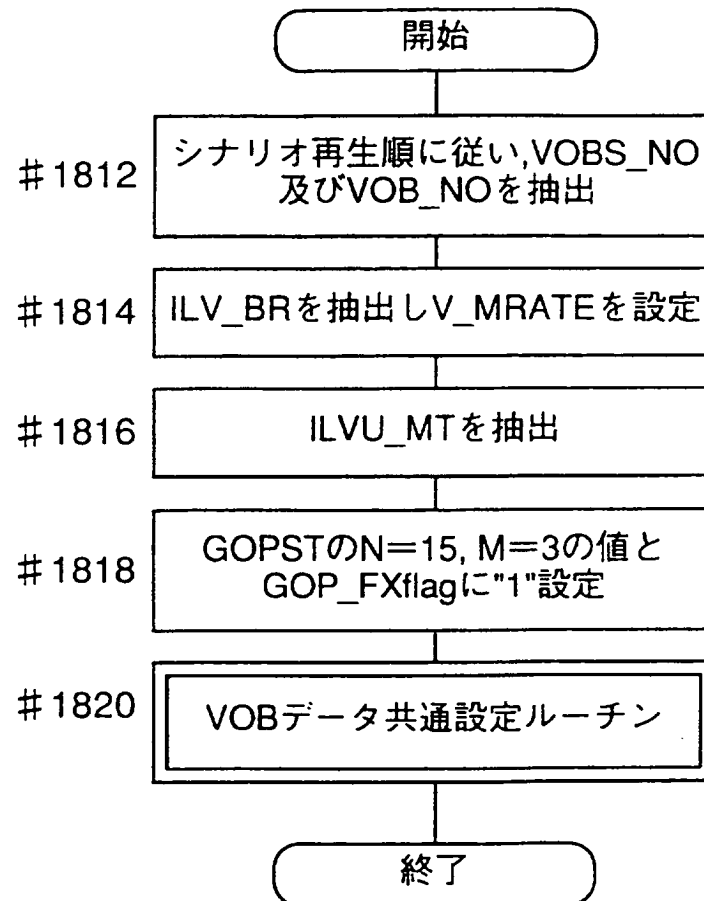 開始
#1812
シナリオ再生順に従い,VOBS_NO
及びVOB_NOを抽出
#1814
ILV_BRを抽出しV_MRATEを設定
#1816
ILVU_MTを抽出
#1818
GOPSTのN=15, M=3の値と
GOP_FXflagに"1"設定
#1820
VOBデータ共通設定ルーチン
終了